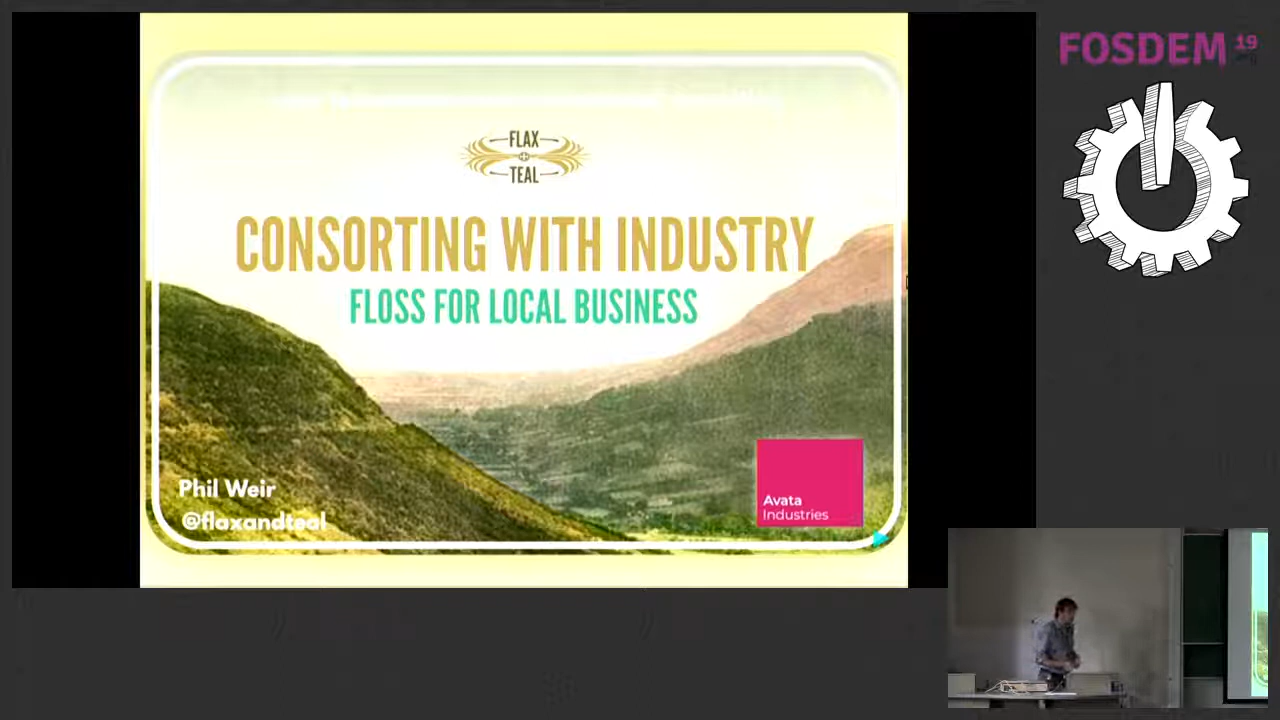 FLAX
TEAL
CONSORTING WITH INDUSTRY
FLOSS FOR LOCAL BUSINESS
Phil Weir
@flaxandteal
Avata
Industries
FOSDEM 19